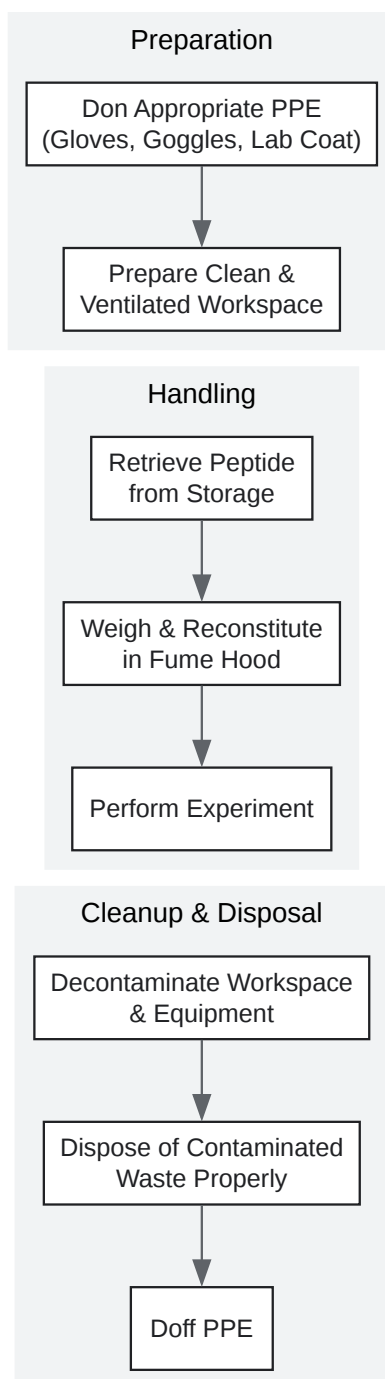 Preparation
Don Appropriate PPE
(Gloves, Goggles, Lab Coat)
Prepare Clean &
Ventilated Workspace
Handling
Retrieve Peptide
from Storage
Weigh & Reconstitute
in Fume Hood
Perform Experiment
Cleanup & Disposal
Decontaminate Workspace
& Equipment
Dispose of Contaminated
Waste Properly
Doff PPE